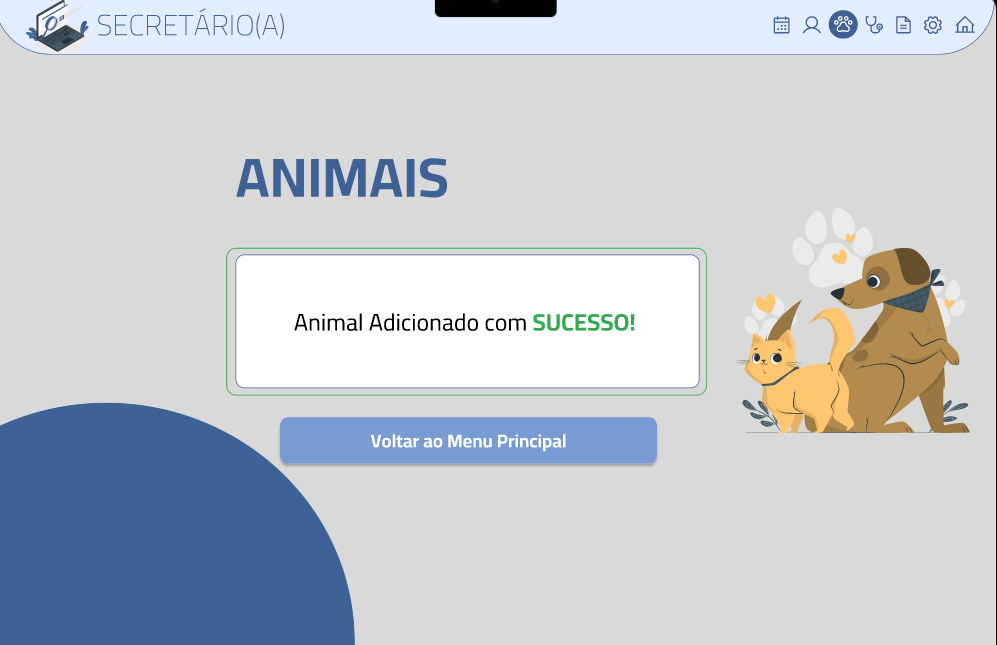 SECRETÁRIO(A)
ANIMAIS
Animal Adicionado com SUCESSO!
Voltar ao Menu Principal